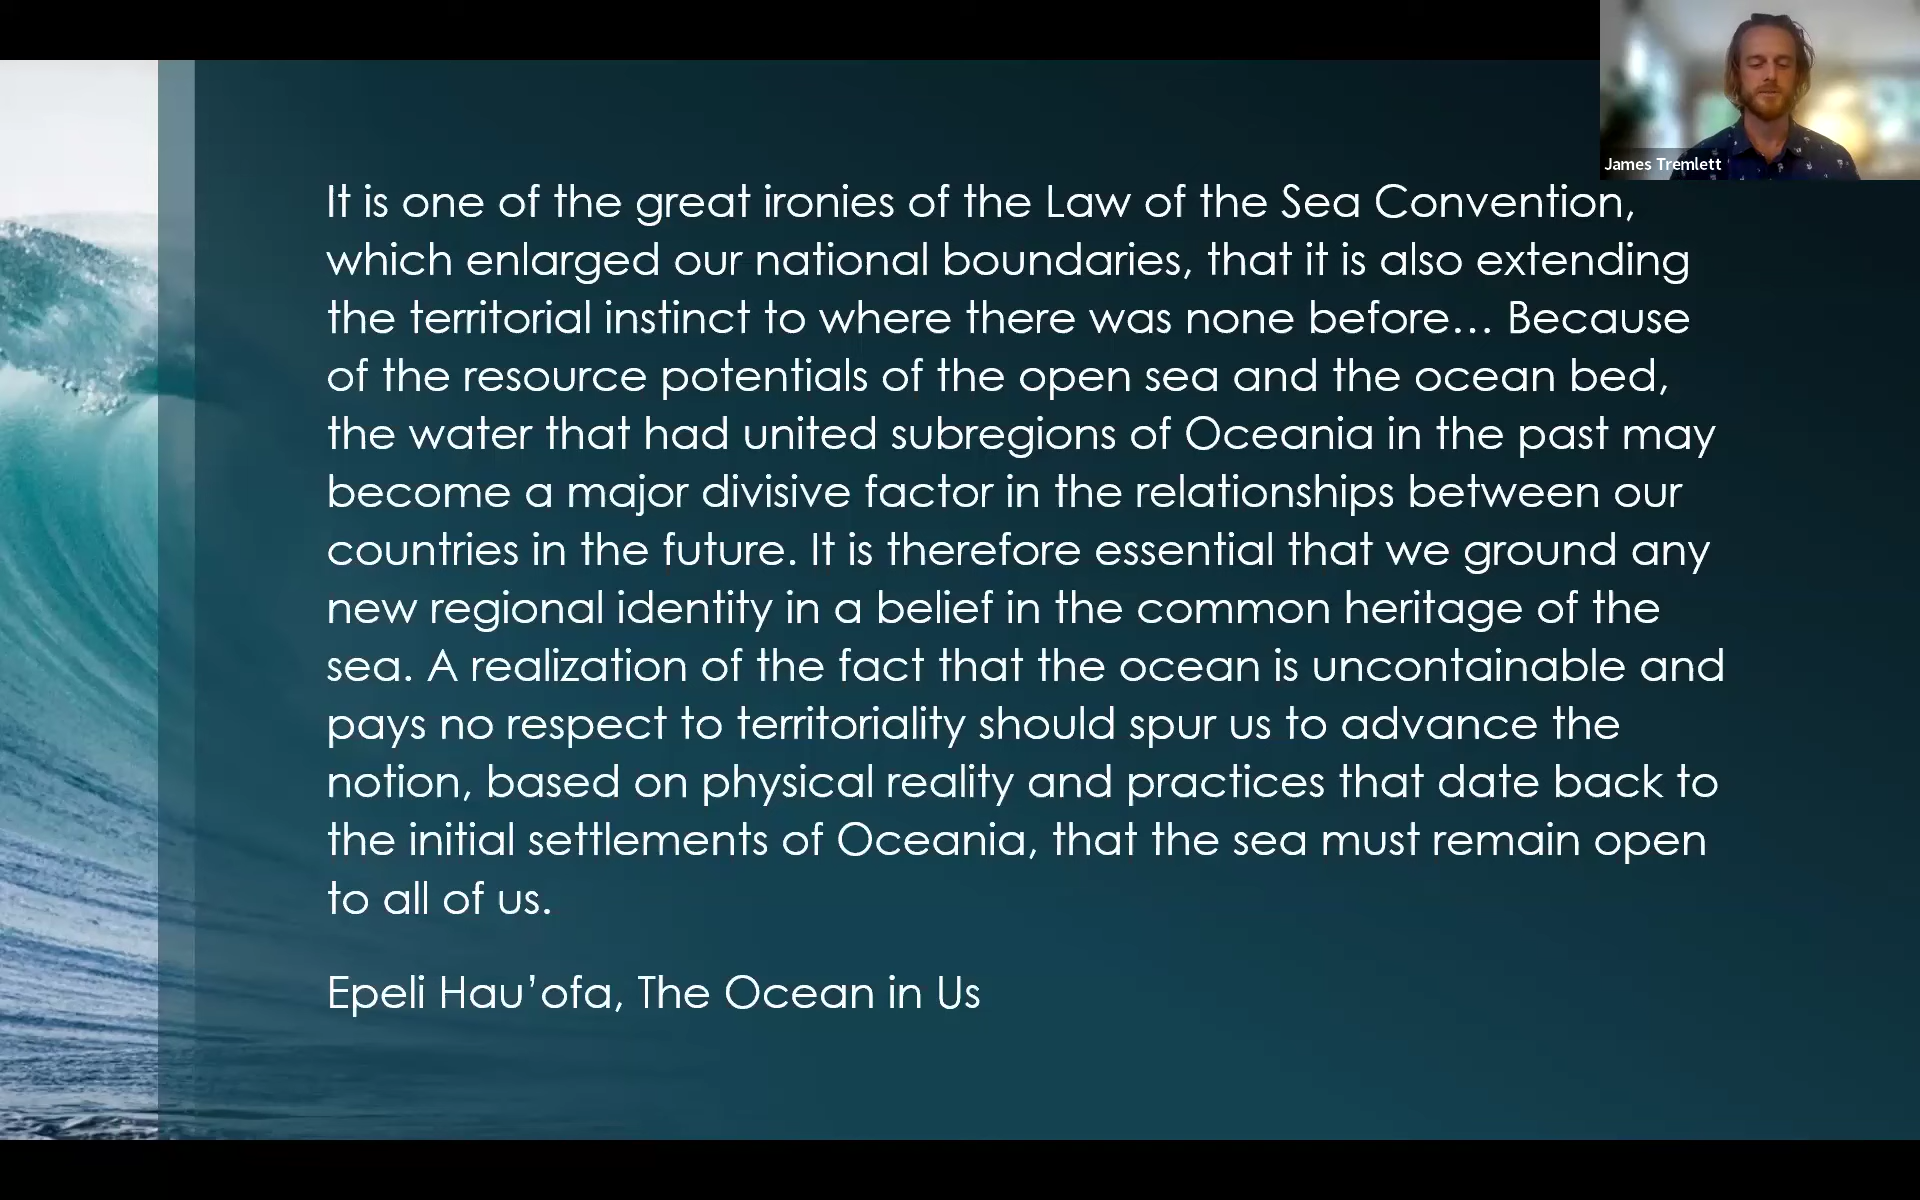 James Tremlett
It is one of the great ironies of the Law of the Sea Convention,
which enlarged our national boundaries, that it is also extending
the territorial instinct to where there was none before… Because
of the resource potentials of the open sea and the ocean bed,
the water that had united subregions of Oceania in the past may
become a major divisive factor in the relationships between our
countries in the future. It is therefore essential that we ground any
new regional identity in a belief in the common heritage of the
sea. A realization of the fact that the ocean is uncontainable and
pays no respect to territoriality should spur us to advance the
notion, based on physical reality and practices that date back to
the initial settlements of Oceania, that the sea must remain open
to all of us.
Epeli Hau’ofa, The Ocean in Us